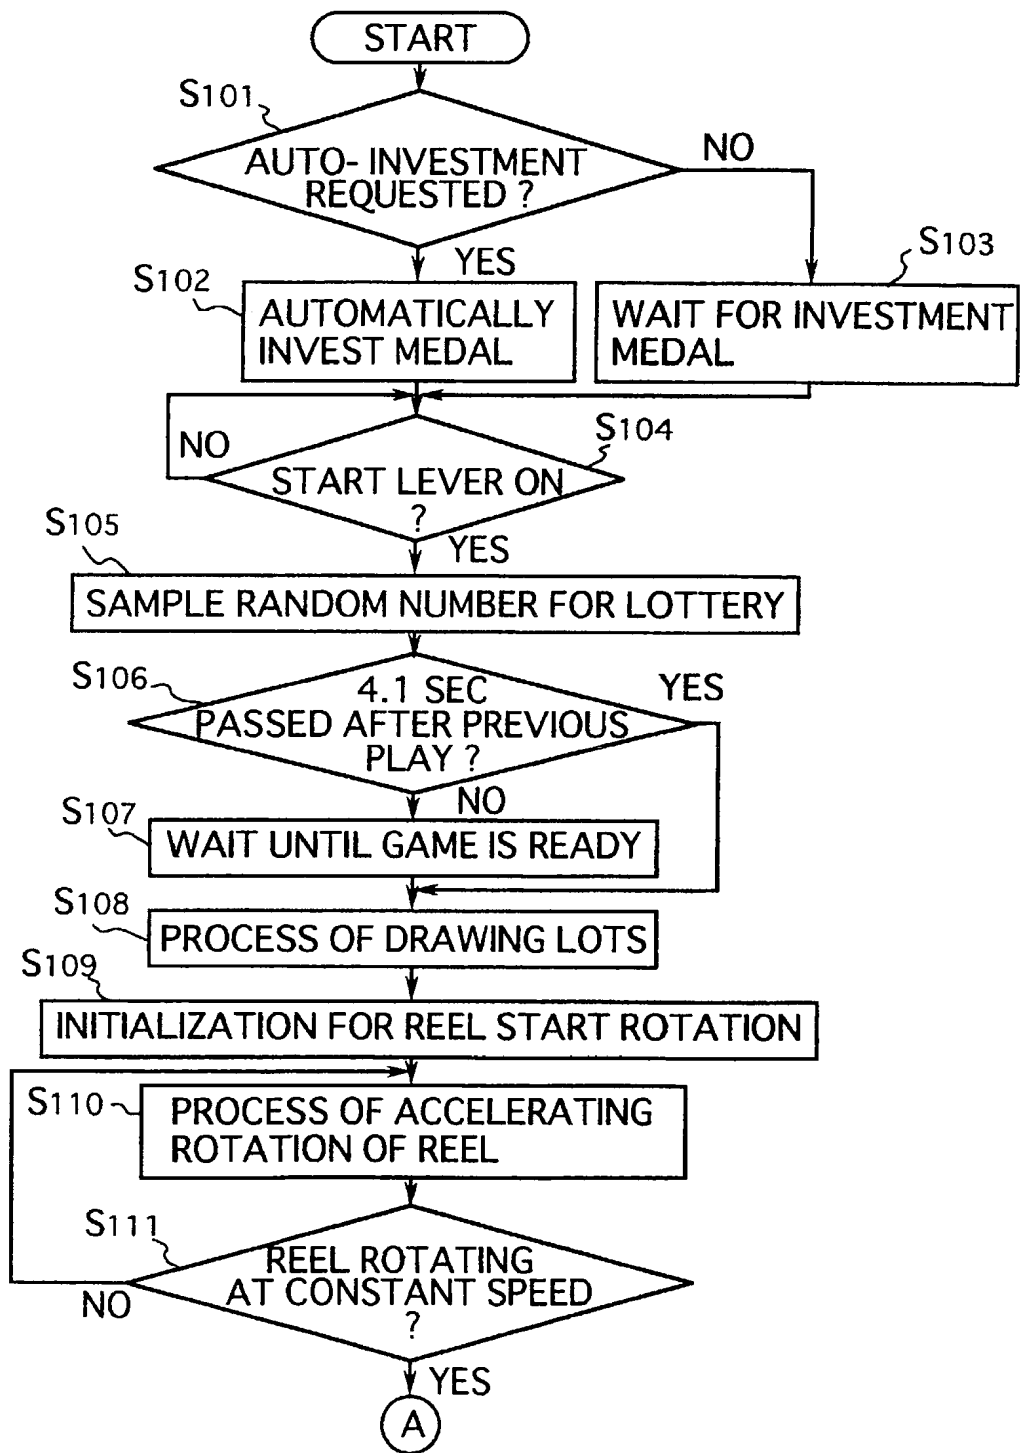 START
S101
AUTO- INVESTMENT
REQUESTED ?
NO
YES
S102
S103
AUTOMATICALLY
INVEST MEDAL
WAIT FOR INVESTMENT
MEDAL
NO
S104
START LEVER ON
?
YES
S105
SAMPLE RANDOM NUMBER FOR LOTTERY
S106
4.1 SEC
PASSED AFTER PREVIOUS
PLAY ?
YES
NO
S107
WAIT UNTIL GAME IS READY
S108
PROCESS OF DRAWING LOTS
S109
INITIALIZATION FOR REEL START ROTATION
S110
PROCESS OF ACCELERATING
ROTATION OF REEL
S111
REEL ROTATING
AT CONSTANT SPEED
?
NO
YES
A